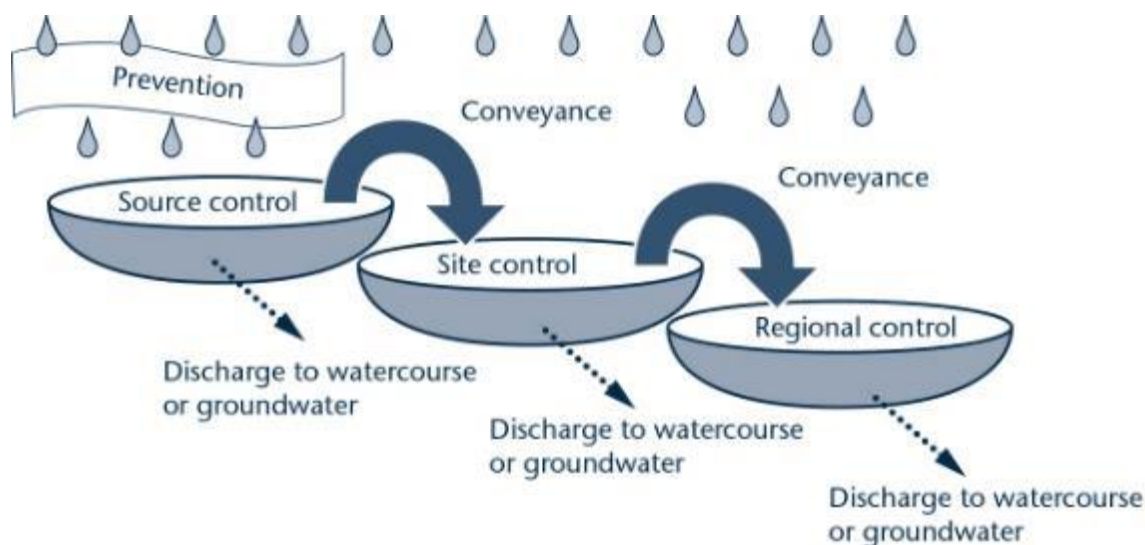 Prevention
Conveyance
Conveyance
Source control
Site control
Regional control
Discharge to watercourse
or groundwater
Discharge to watercourse
or groundwater
Discharge to watercourse
or groundwater